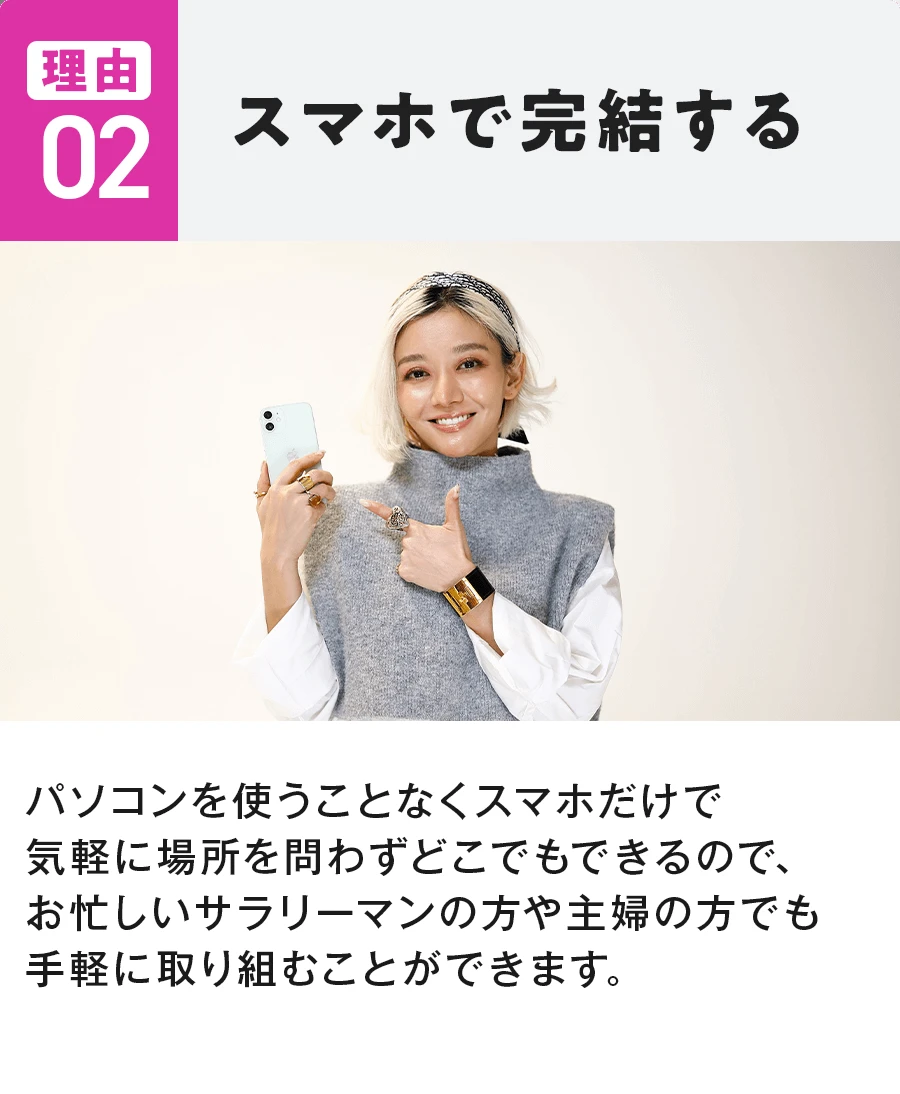 理由
02
スマホで完結する
パソコンを使うことなくスマホだけで
気軽に場所を問わずどこでもできるので、
お忙しいサラリーマンの方や主婦の方でも
手軽に取り組むことができます。